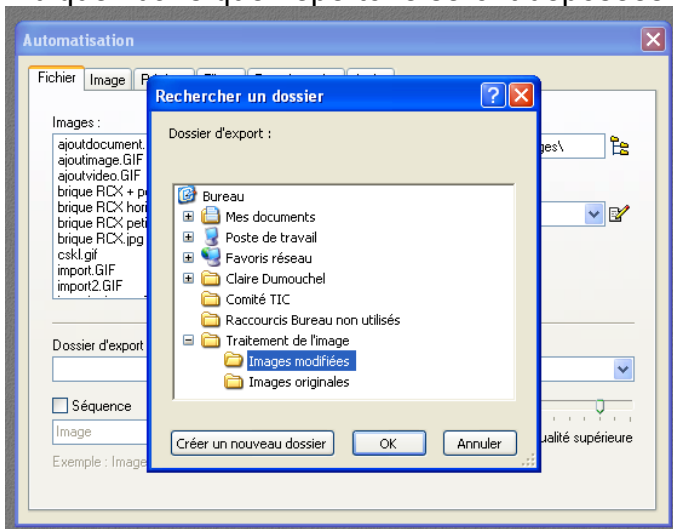 Automatisation
Fichier Image
Rechercher un dossier
Images :
Dossier d'export :
ajoutdocument.
ajoutimage.GIF
ajoutvideo.GIF
brique RCX +
brique RCX hori
brique RCX peti
brique RCX.jpg
cskl.gif
import.GIF
import2.GIF
ges\
Bureau
Mes documents
Poste de travail
Favoris réseau
Claire Dumouchel
Comité TIC
Raccourcis Bureau non utilisés
Traitement de l'image
Images modifiées
Images originales
Dossier d'export
Séquence
Image
Exemple : Image
Créer un nouveau dossier OK Annuler
ualité supérieure